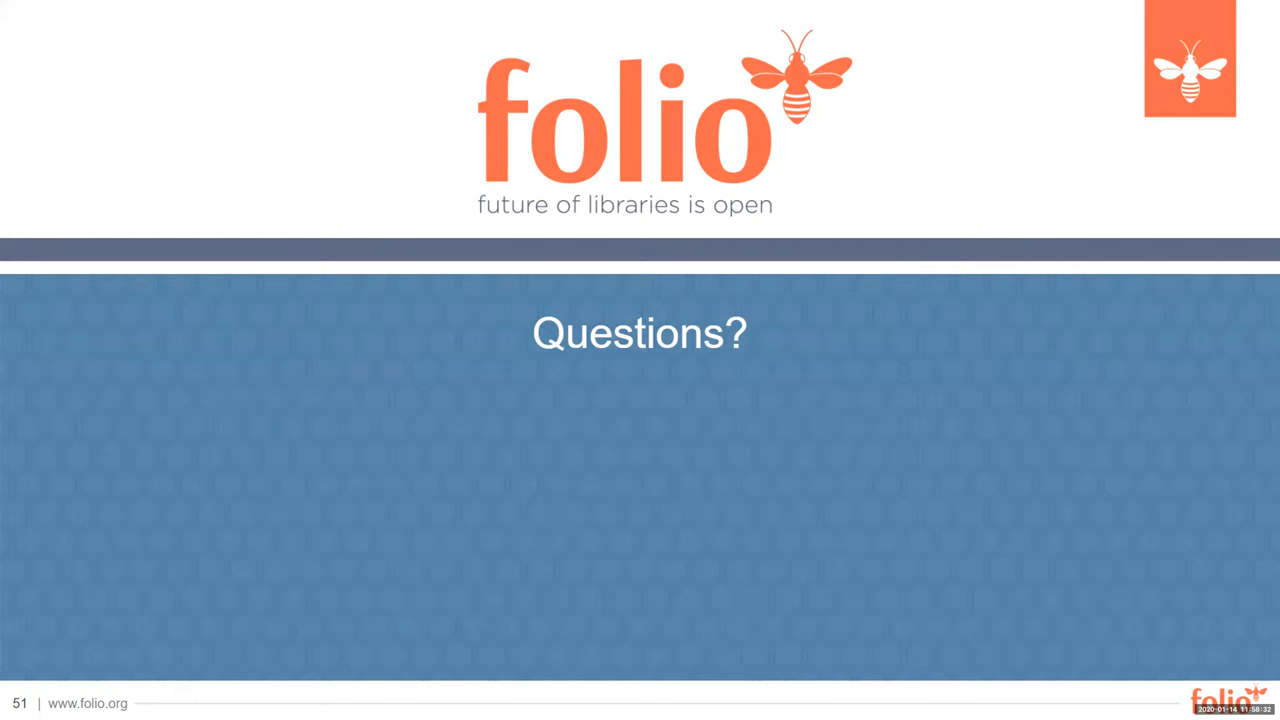 folio
future of libraries is open
Questions?
51 | www.folio.org
folio
2020-01-14 11:58:32